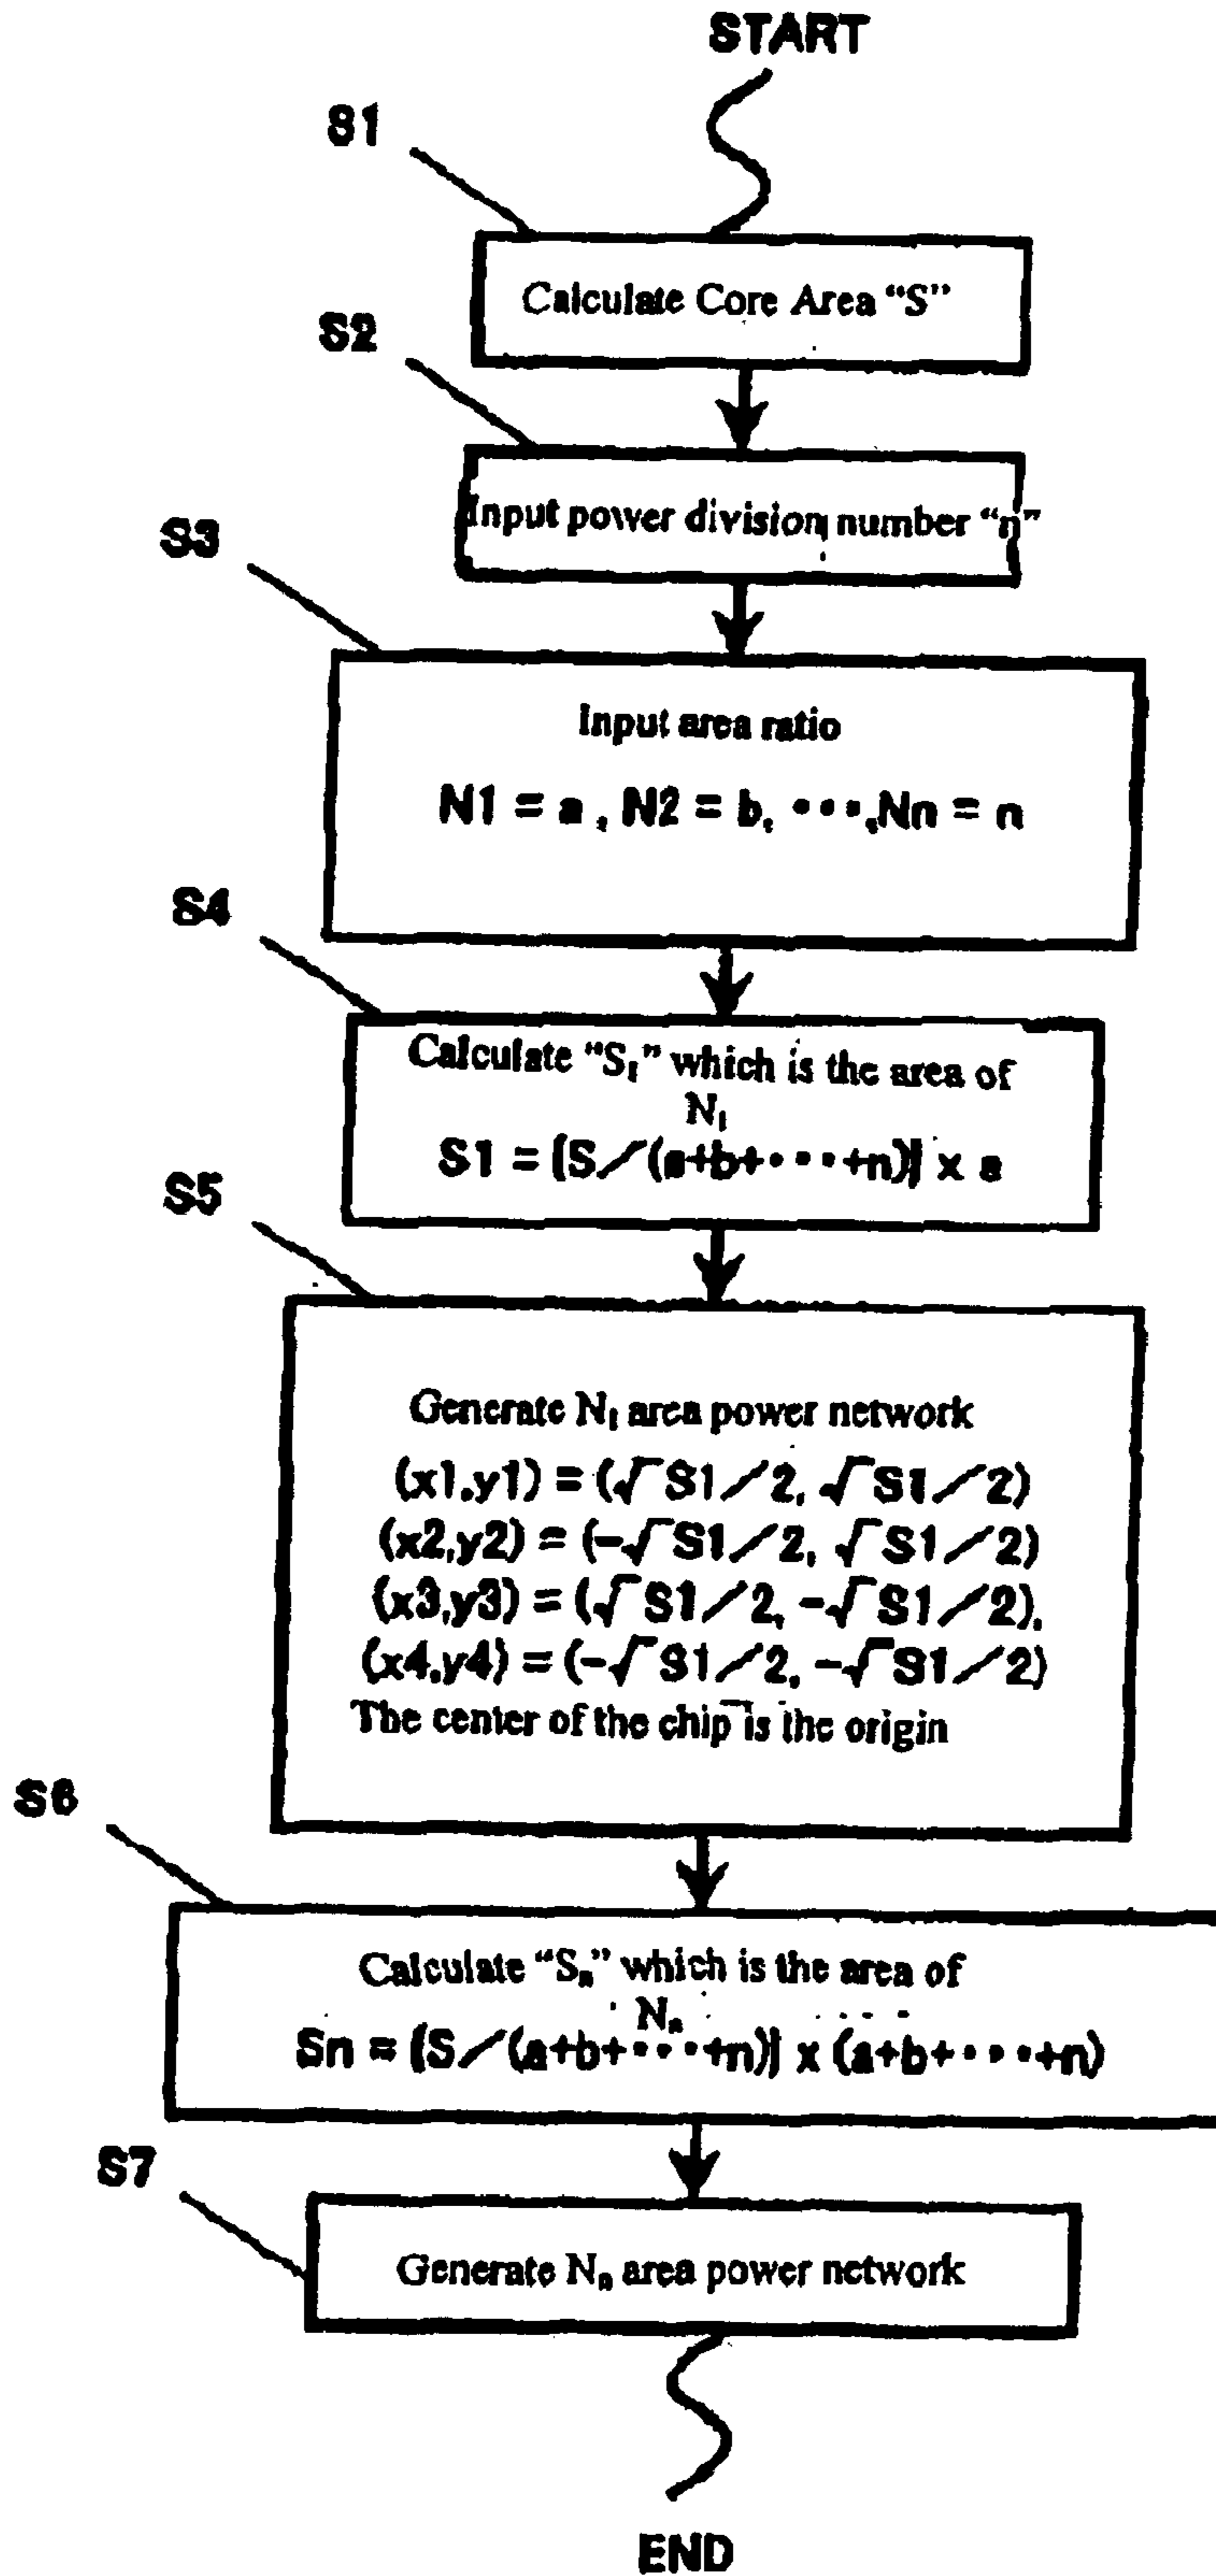 START
S1
Calculate Core Area “S”
S2
Input power division number “n”
S3
Input area ratio
N1 = a , N2 = b, ・・・,Nn = n
S4
Calculate “S₁” which is the area of
N₁
S1 = {S／(a+b+・・・+n)} x a
S5
Generate N₁ area power network
(x1,y1) = (√S1／2, √S1／2)
(x2,y2) = (-√S1／2, √S1／2)
(x3,y3) = (√S1／2, -√S1／2),
(x4,y4) = (-√S1／2, -√S1／2)
The center of the chip is the origin
S6
Calculate “Sₙ” which is the area of
Nₙ
Sn = {S／(a+b+・・・+n)} x (a+b+・・・+n)
S7
Generate Nₙ area power network
END